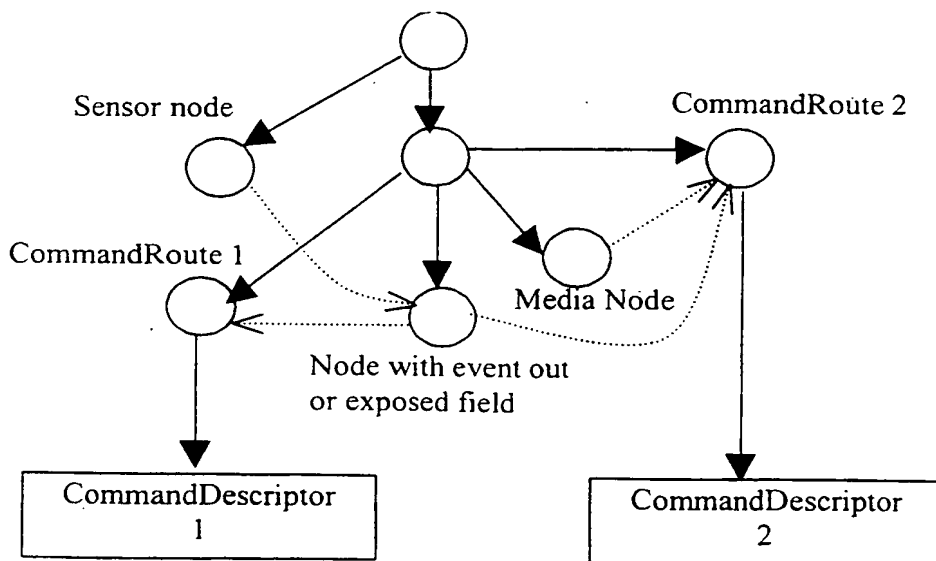 Sensor node
CommandRoute 2
CommandRoute 1
Media Node
Node with event out
or exposed field
CommandDescriptor
1
CommandDescriptor
2